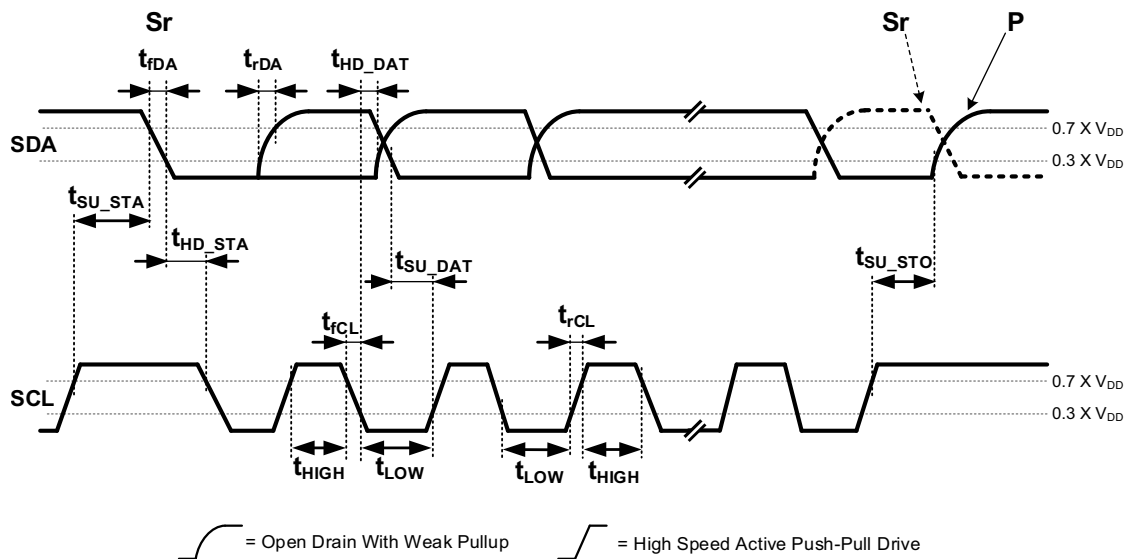 Sr
Sr
P
tfDA
trDA
tHD_DAT
0.7 X VDD
SDA
0.3 X VDD
tSU_STA
tHD_STA
tSU_DAT
tSU_STO
tfCL
trCL
0.7 X VDD
SCL
0.3 X VDD
tHIGH
tLOW
tLOW
tHIGH
= Open Drain With Weak Pullup
= High Speed Active Push-Pull Drive